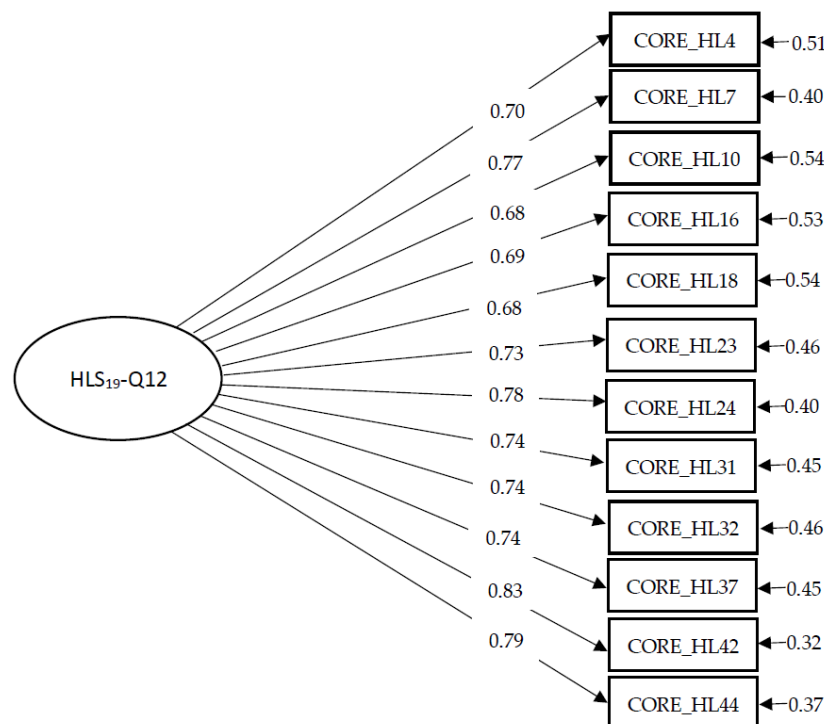 CORE_HL4 0.51
0.70
CORE_HL7 0.40
0.77
CORE_HL10 0.54
0.68
CORE_HL16 0.53
0.69
CORE_HL18 0.54
0.68
CORE_HL23 0.46
0.73
HLS₁₉-Q12
0.78
CORE_HL24 0.40
0.74
CORE_HL31 0.45
0.74
CORE_HL32 0.46
0.74
CORE_HL37 0.45
0.83
CORE_HL42 0.32
0.79
CORE_HL44 0.37